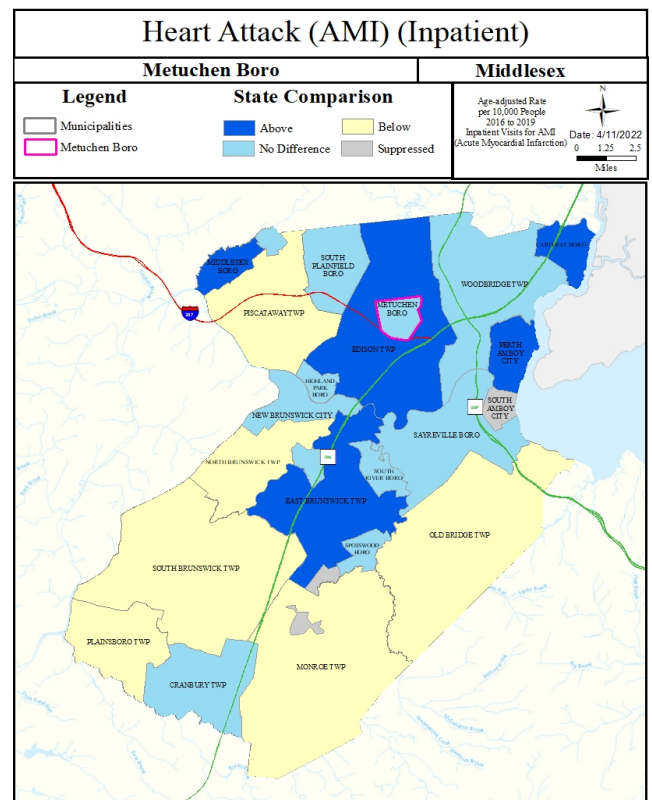 Heart Attack (AMI) (Inpatient)
Metuchen Boro
Middlesex
Legend
Municipalities
Metuchen Boro
State Comparison
Above
Below
No Difference
Suppressed
Age-adjusted Rate
per 10,000 People
2016 to 2019
Inpatient Visits for AMI
(Acute Myocardial Infarction)
N
Date: 4/11/2022
0 1.25 2.5
Miles
MIDDLESEX
BORO
SOUTH
PLAINFIELD
BORO
CARTERET BORO
WOODBRIDGE TWP
METUCHEN
BORO
287
PISCATAWAY TWP
EDISON TWP
PERTH
AMBOY
CITY
HIGHLAND
PARK
BORO
SOUTH
AMBOY
CITY
NEW BRUNSWICK CITY
SAYREVILLE BORO
NORTH BRUNSWICK TWP
SOUTH
RIVER BORO
EAST BRUNSWICK TWP
OLD BRIDGE TWP
SPOTSWOOD
BORO
SOUTH BRUNSWICK TWP
PLAINSBORO TWP
MONROE TWP
CRANBURY TWP